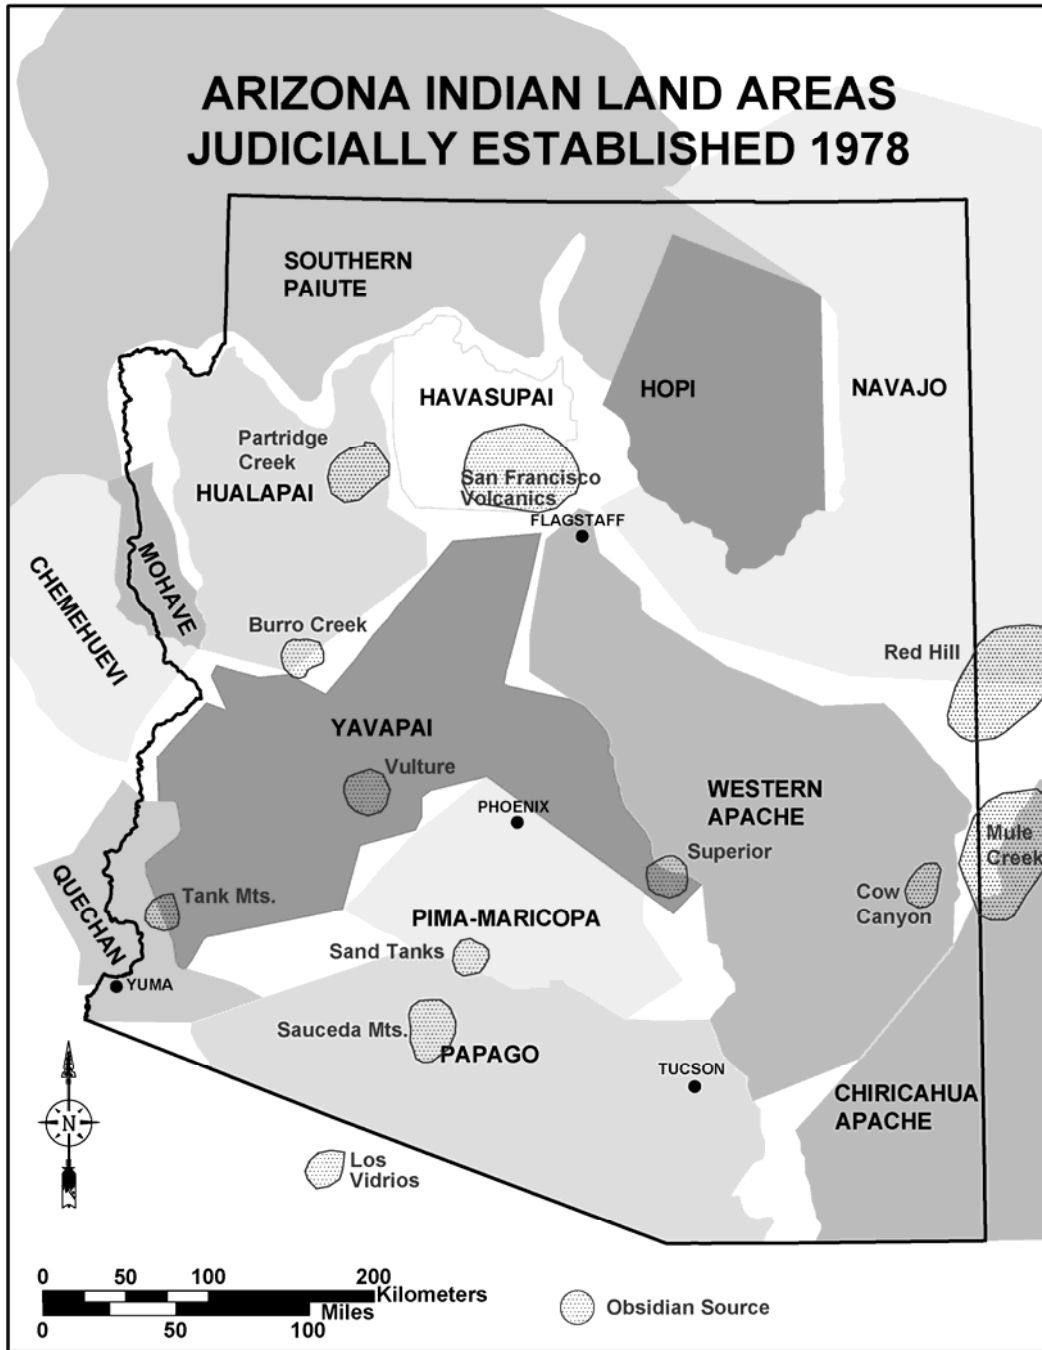 ARIZONA INDIAN LAND AREAS
JUDICIALLY ESTABLISHED 1978
SOUTHERN
PAIUTE
HAVASUPAI
HOPI
NAVAJO
Partridge
Creek
HUALAPAI
San Francisco
Volcanics
FLAGSTAFF
CHEMEHUEVI
MOHAVE
Burro Creek
Red Hill
YAVAPAI
Vulture
PHOENIX
WESTERN
APACHE
Superior
Mule
Creek
Cow
Canyon
QUECHAN
Tank Mts.
PIMA-MARICOPA
Sand Tanks
YUMA
Sauceda Mts.
PAPAGO
TUCSON
CHIRICAHUA
APACHE
N
Los
Vidrios
0 50 100 200
Kilometers
Miles
0 50 100
Obsidian Source